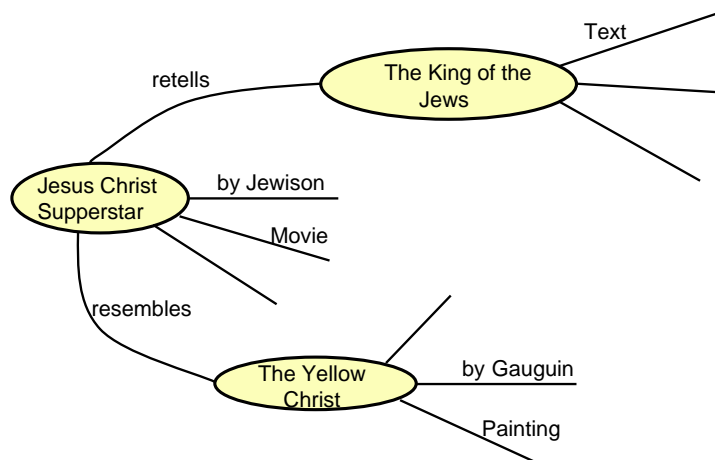 Text
The King of the
Jews
retells
Jesus Christ
Supperstar
by Jewison
Movie
resembles
The Yellow
Christ
by Gauguin
Painting